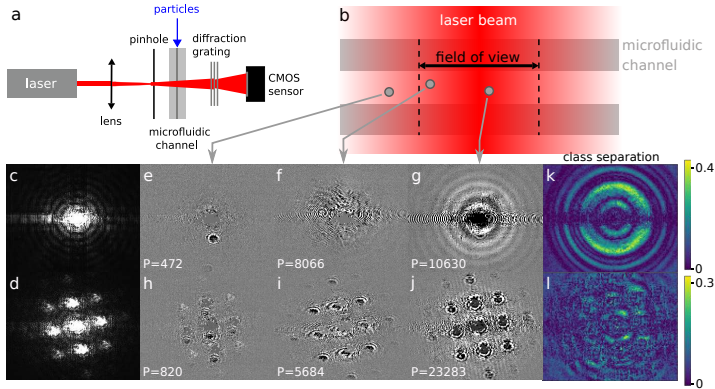 a
particles
pinhole
diffraction
grating
laser
lens
microfluidic
channel
CMOS
sensor
b
laser beam
field of view
microfluidic
channel
c
d
e
P=472
f
P=8066
g
P=10630
h
P=820
i
P=5684
j
P=23283
class separation
k
0.4
0
l
0.3
0